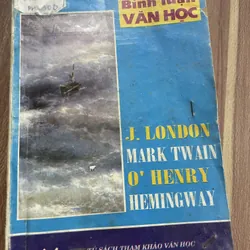 Bình luận
VĂN HỌC
J. LONDON
MARK TWAIN
O' HENRY
HEMINGWAY
TỦ SÁCH THAM KHẢO VĂN HỌC